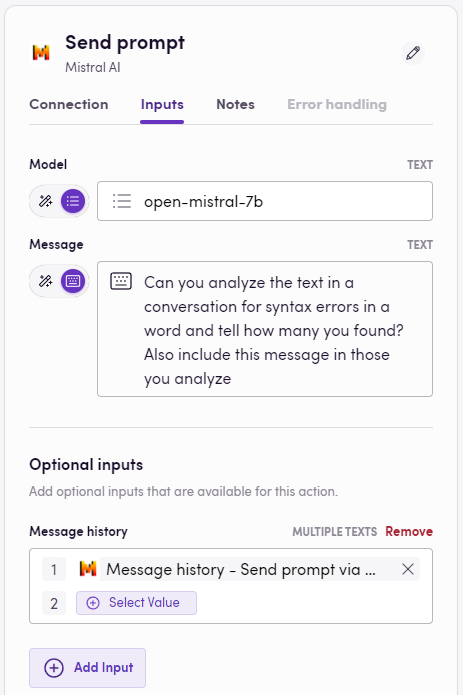 Send prompt
Mistral AI
Connection Inputs Notes Error handling
Model TEXT
open-mistral-7b
Message TEXT
Can you analyze the text in a
conversation for syntax errors in a
word and tell how many you found?
Also include this message in those
you analyze
Optional inputs
Add optional inputs that are available for this action.
Message history MULTIPLE TEXTS Remove
1 Message history - Send prompt via ...
2 Select Value
Add Input